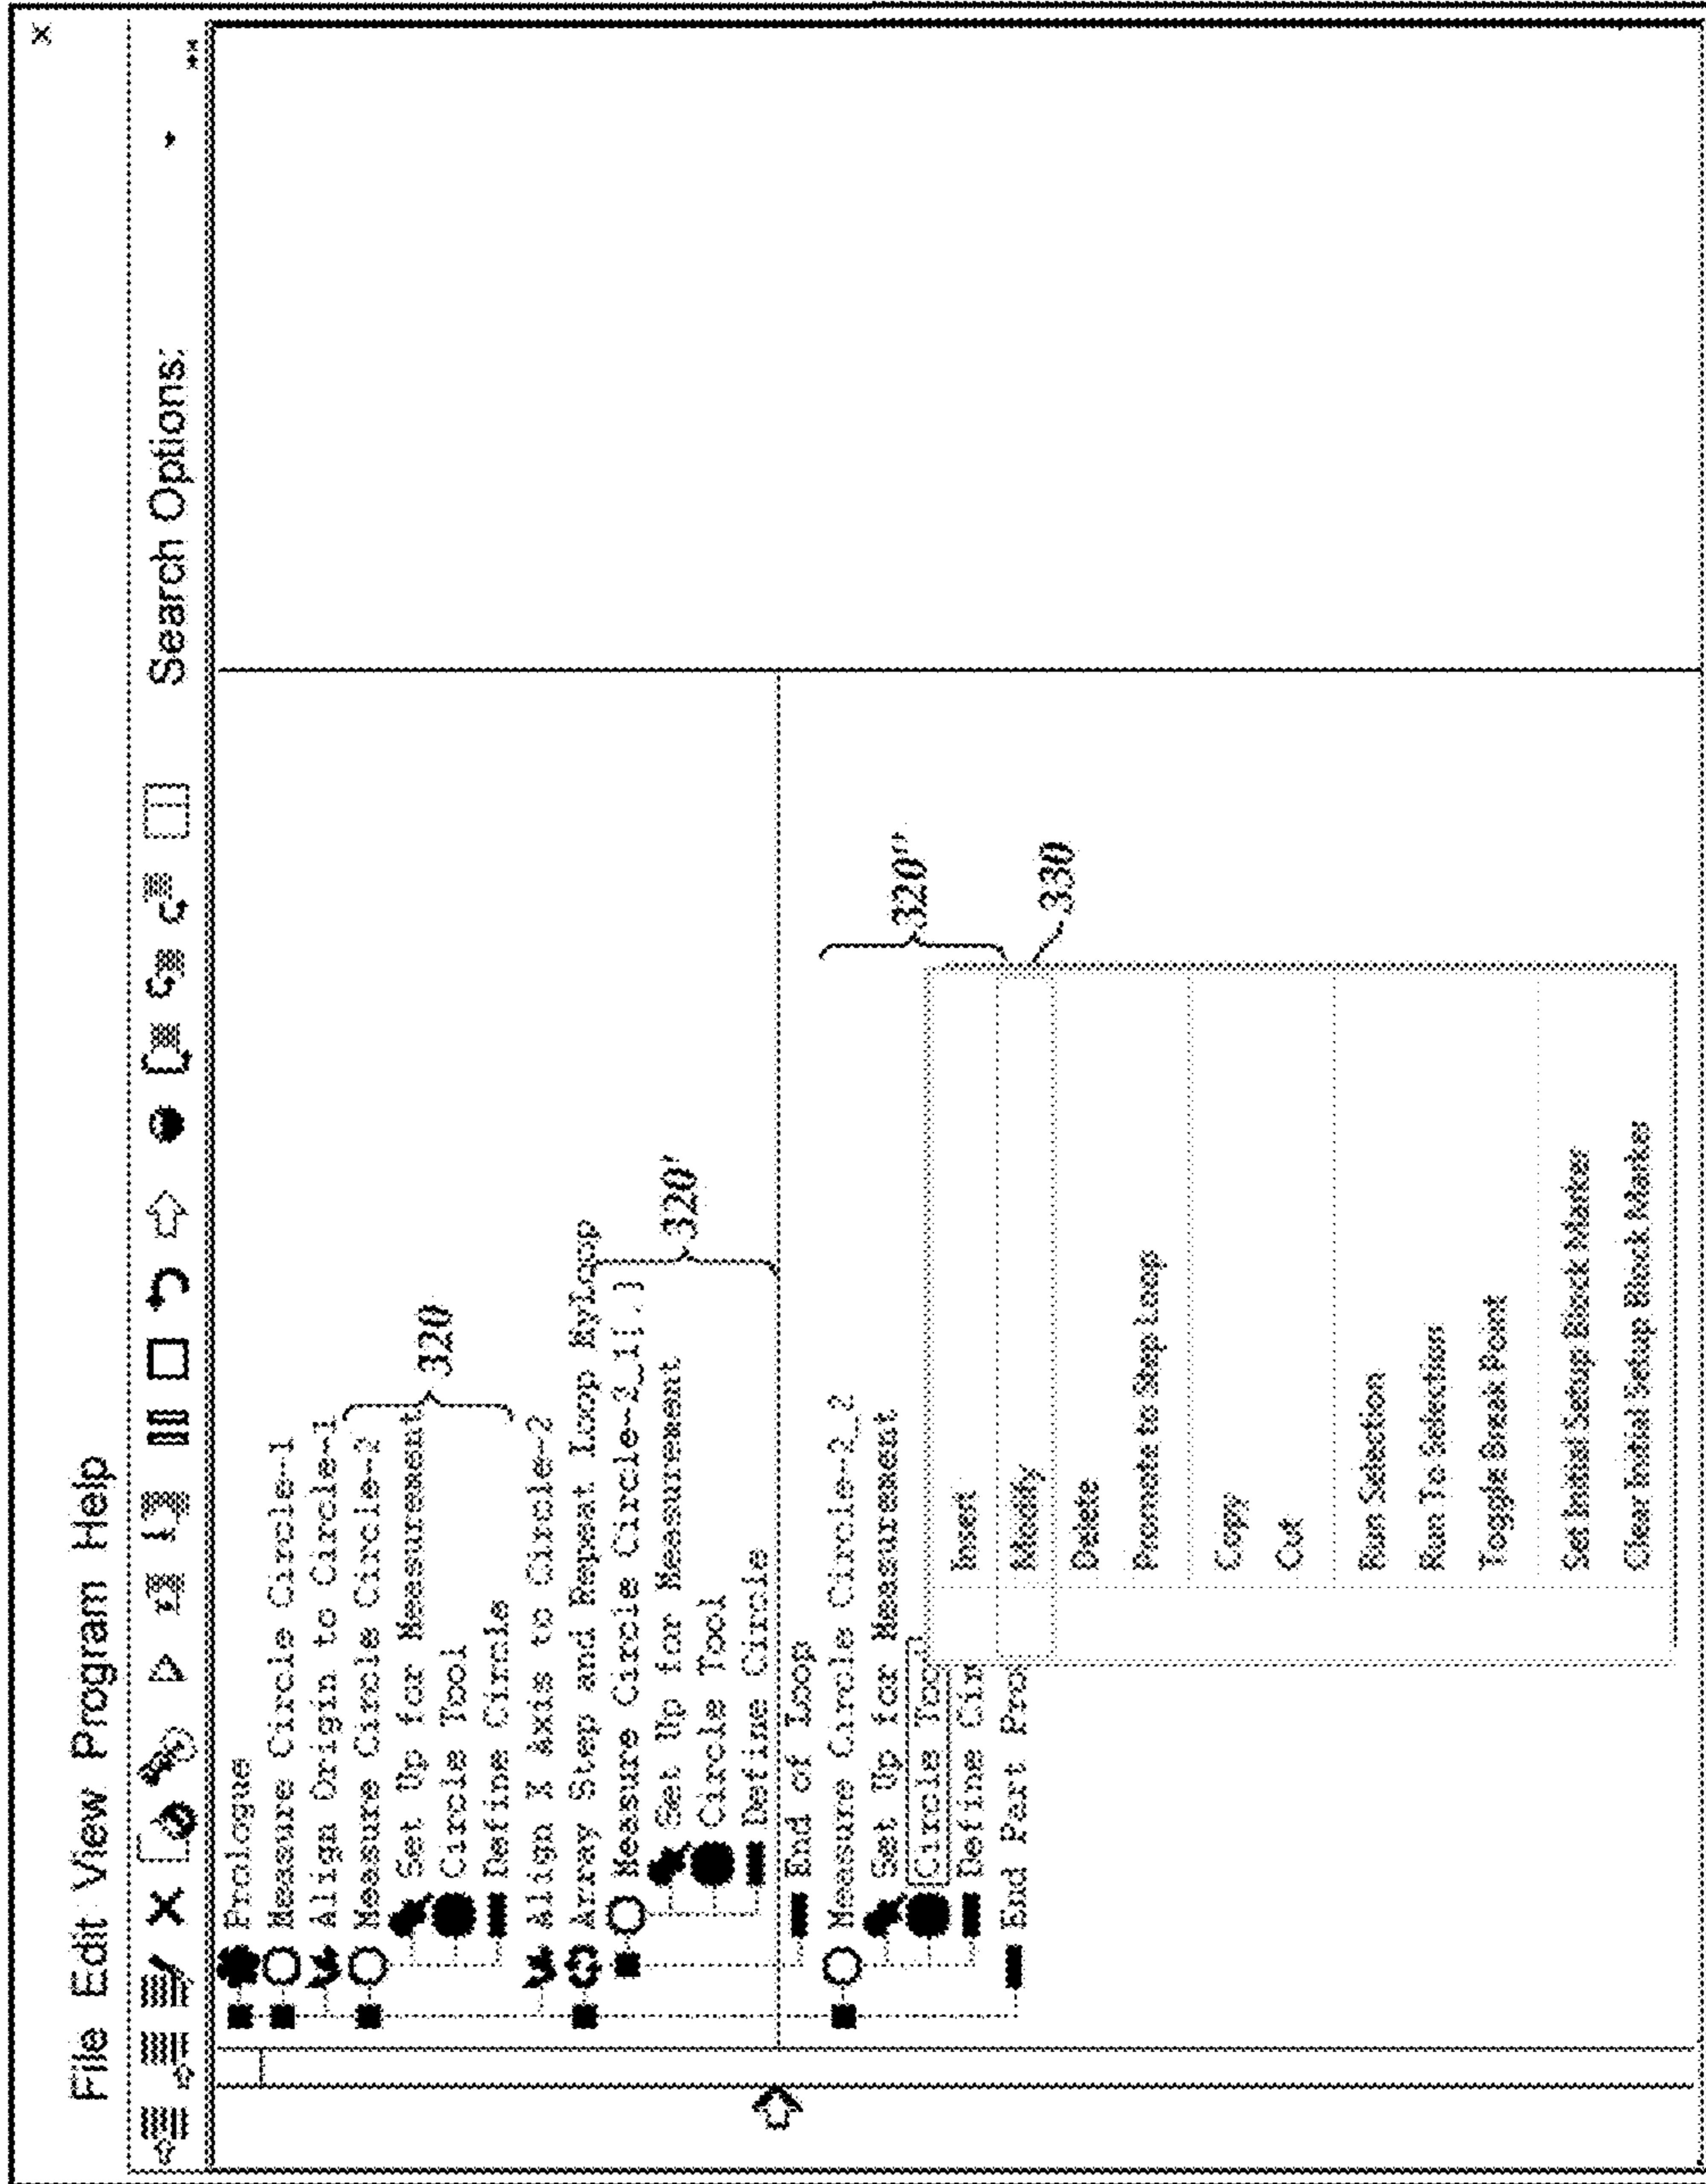 File Edit View Program Help
Search Options:
Prologue
Measure Circle Circle-1
Align Origin to Circle-1
Measure Circle Circle-2
Set Up for Measurement
Circle Tool
Define Circle
320
Align X Axis to Circle-2
Array Step and Repeat Loop MyLoop
Measure Circle Circle-2_1[.]
Set Up for Measurement
Circle Tool
Define Circle
320'
End of Loop
Measure Circle Circle-2_2
Set Up for Measurement
Circle Tool
Define Cir
End Part Pro
320''
330
Insert
Modify
Delete
Promote to Step Loop
Copy
Cut
Run Selection
Run To Selection
Toggle Break Point
Set Initial Setup Block Marker
Clear Initial Setup Block Marker